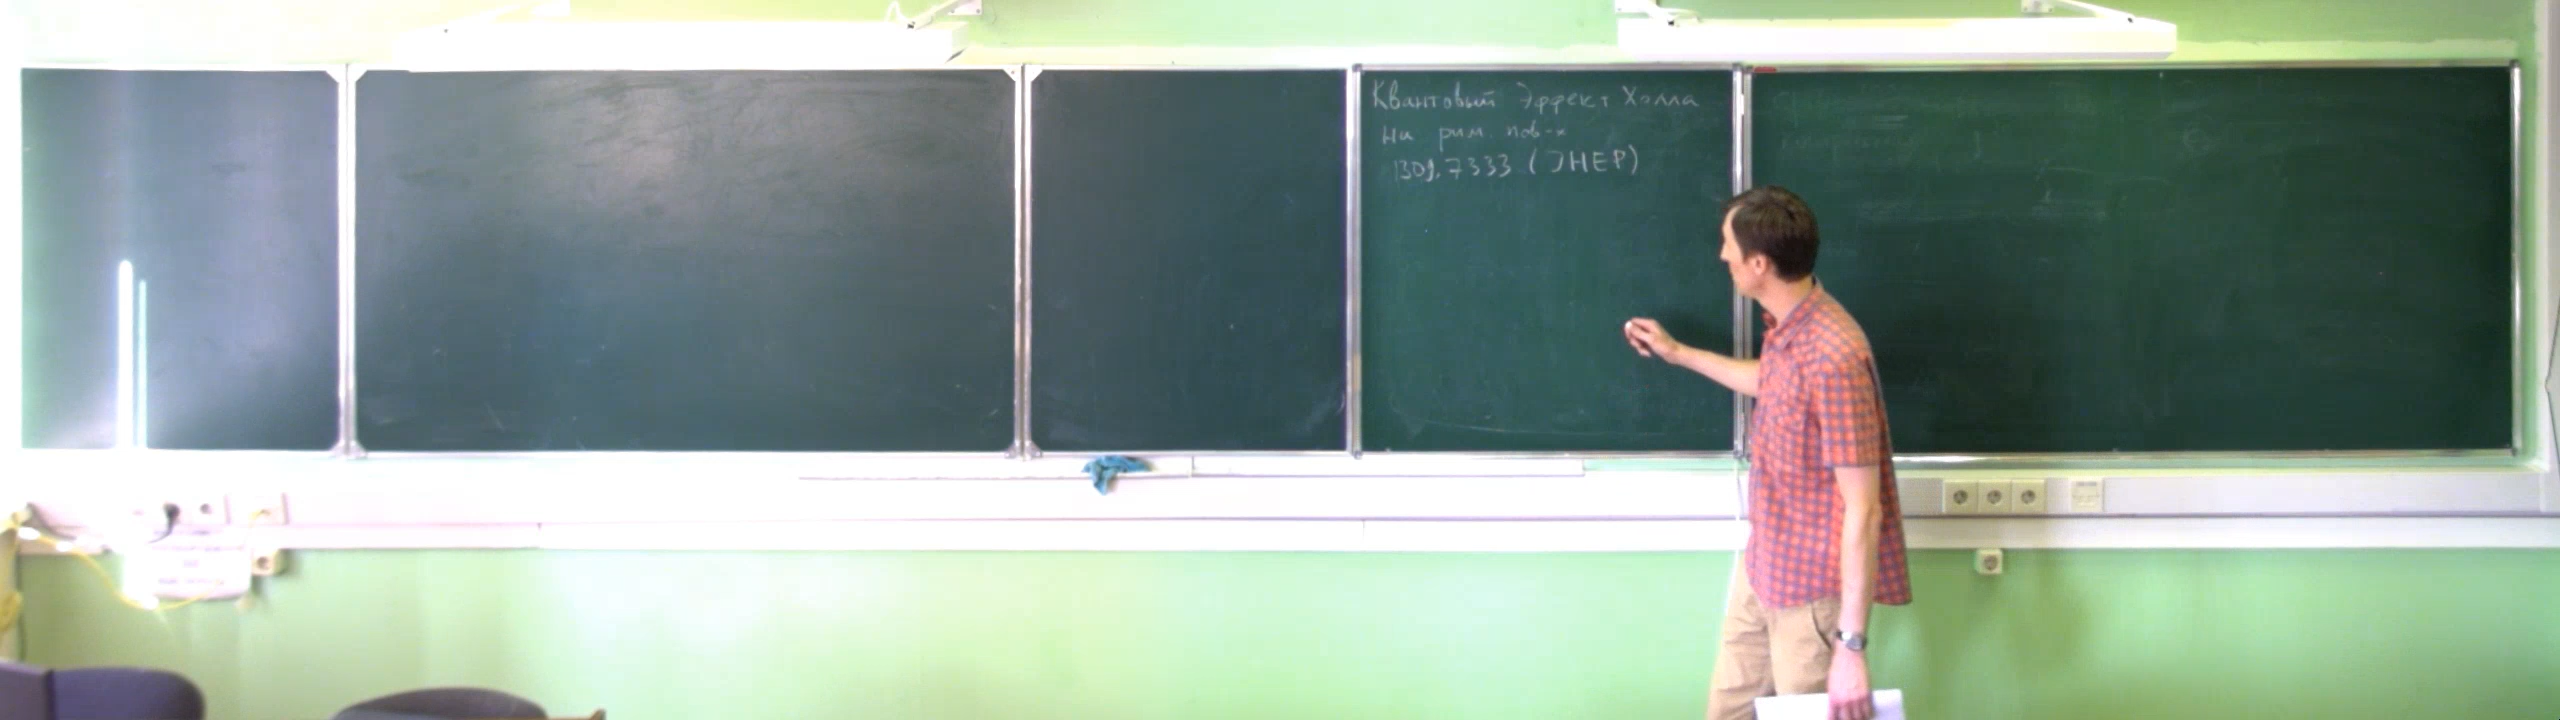 Квантовый Эффект Холла
на рим. пов-х
1309.7333 (JHEP)